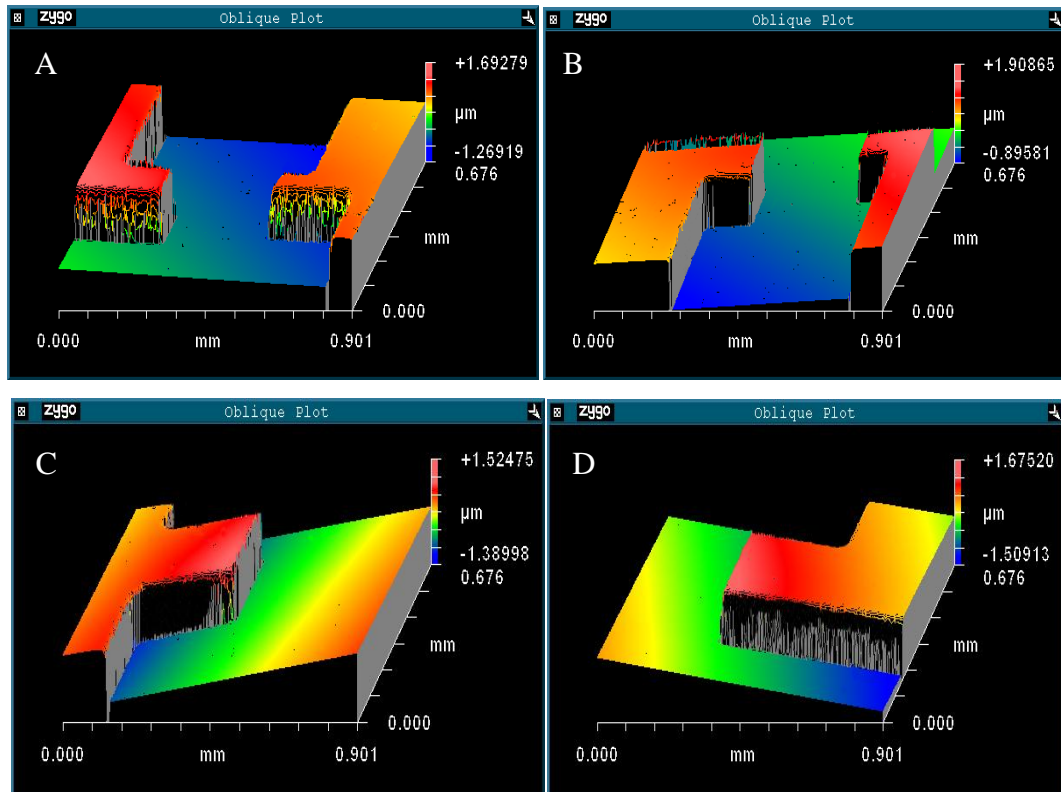 zygo Oblique Plot
A
+1.69279
µm
-1.26919
0.676
mm
0.000
0.000 mm 0.901
zygo Oblique Plot
B
+1.90865
µm
-0.89581
0.676
mm
0.000
0.000 mm 0.901
zygo Oblique Plot
C
+1.52475
µm
-1.38998
0.676
mm
0.000
0.000 mm 0.901
zygo Oblique Plot
D
+1.67520
µm
-1.50913
0.676
mm
0.000
0.000 mm 0.901